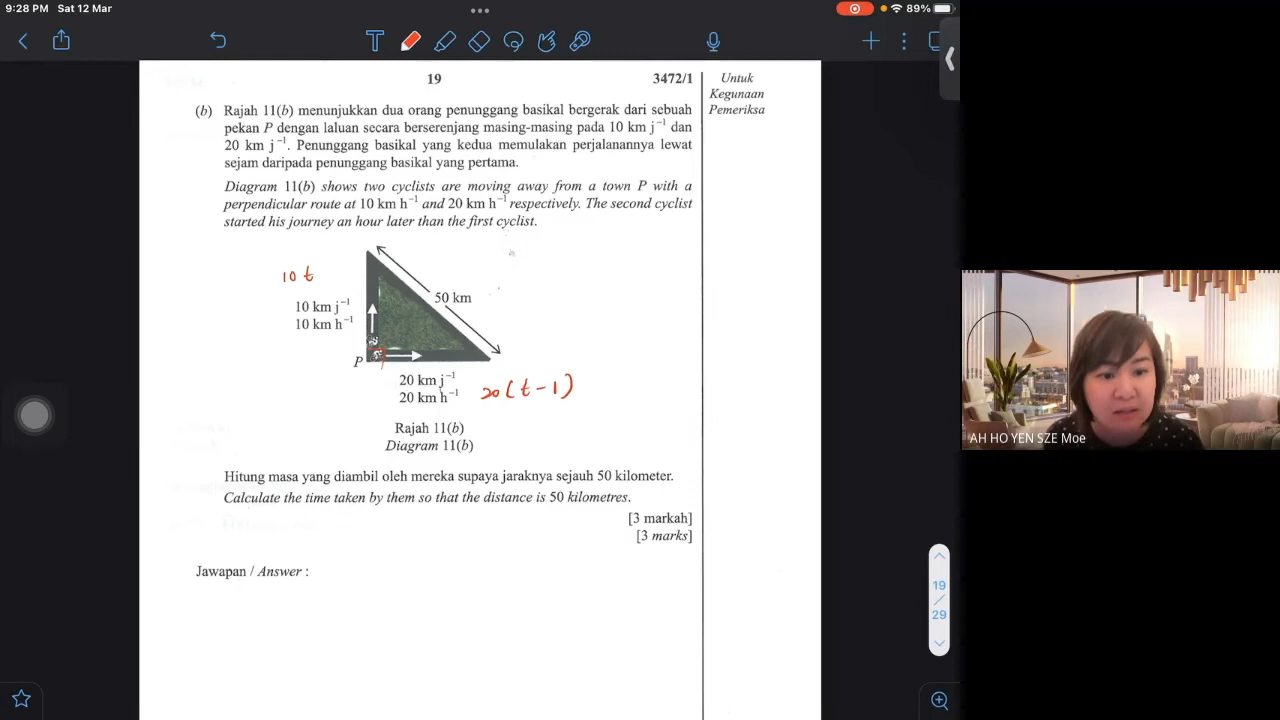 9:28 PM Sat 12 Mar
89%
T
19
3472/1
Untuk
Kegunaan
Pemeriksa
(b) Rajah 11(b) menunjukkan dua orang penunggang basikal bergerak dari sebuah
pekan P dengan laluan secara berserenjang masing-masing pada 10 km j⁻¹ dan
20 km j⁻¹. Penunggang basikal yang kedua memulakan perjalanannya lewat
sejam daripada penunggang basikal yang pertama.
Diagram 11(b) shows two cyclists are moving away from a town P with a
perpendicular route at 10 km h⁻¹ and 20 km h⁻¹ respectively. The second cyclist
started his journey an hour later than the first cyclist.
10 t
10 km j⁻¹
10 km h⁻¹
50 km
P
20 km j⁻¹
20 km h⁻¹
20(t-1)
Rajah 11(b)
Diagram 11(b)
Hitung masa yang diambil oleh mereka supaya jaraknya sejauh 50 kilometer.
Calculate the time taken by them so that the distance is 50 kilometres.
[3 markah]
[3 marks]
Jawapan / Answer :
19
/
29
AH HO YEN SZE Moe